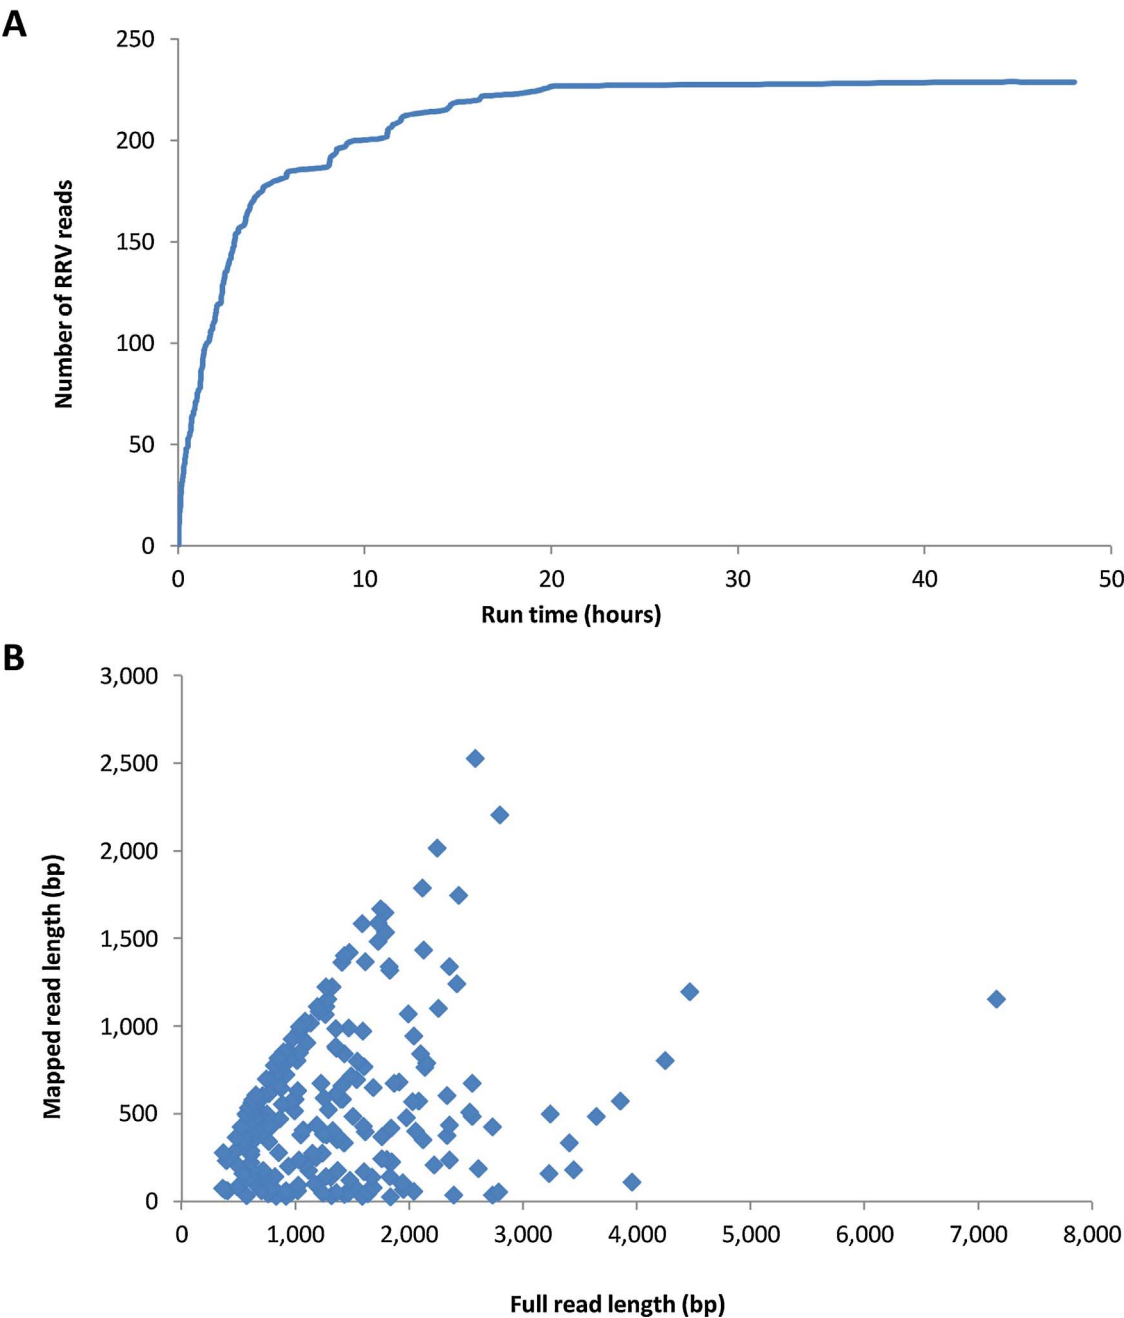 A
250
200
150
100
50
0
Number of RRV reads
0 10 20 30 40 50
Run time (hours)
B
3,000
2,500
2,000
1,500
1,000
500
0
Mapped read length (bp)
0 1,000 2,000 3,000 4,000 5,000 6,000 7,000 8,000
Full read length (bp)